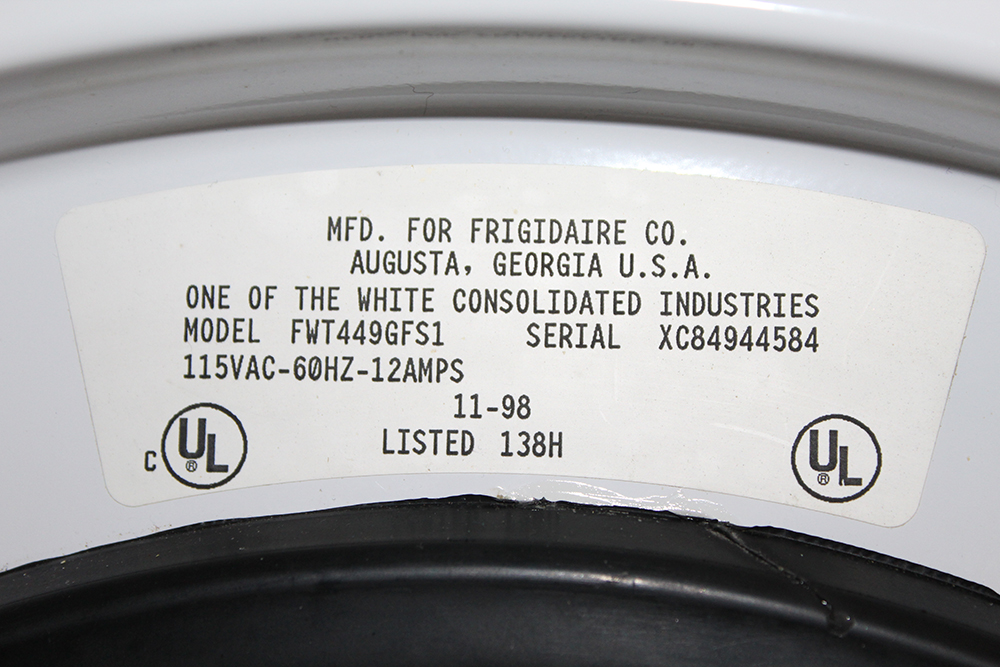 MFD. FOR FRIGIDAIRE CO.
AUGUSTA, GEORGIA U.S.A.
ONE OF THE WHITE CONSOLIDATED INDUSTRIES
MODEL FWT449GFS1 SERIAL XC84944584
115VAC-60HZ-12AMPS
11-98
LISTED 138H
C UL® UL®